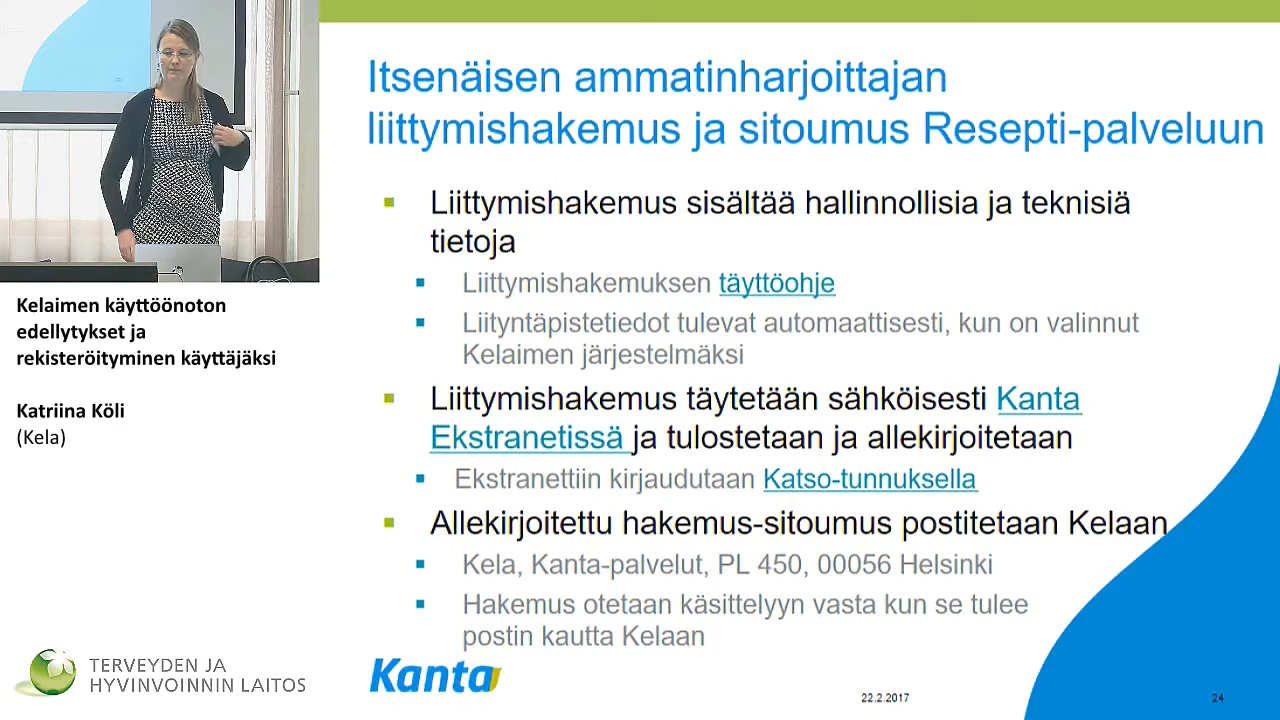 Itsenäisen ammatinharjoittajan
liittymishakemus ja sitoumus Resepti-palveluun
Liittymishakemus sisältää hallinnollisia ja teknisiä
tietoja
Liittymishakemuksen täyttöohje
Liityntäpistetiedot tulevat automaattisesti, kun on valinnut
Kelaimen järjestelmäksi
Liittymishakemus täytetään sähköisesti Kanta
Ekstranetissä ja tulostetaan ja allekirjoitetaan
Ekstranettiin kirjaudutaan Katso-tunnuksella
Allekirjoitettu hakemus-sitoumus postitetaan Kelaan
Kela, Kanta-palvelut, PL 450, 00056 Helsinki
Hakemus otetaan käsittelyyn vasta kun se tulee
postin kautta Kelaan
Kelaimen käyttöönoton
edellytykset ja
rekisteröityminen käyttäjäksi
Katriina Köli
(Kela)
TERVEYDEN JA
HYVINVOINNIN LAITOS
Kanta
22.2.2017
24